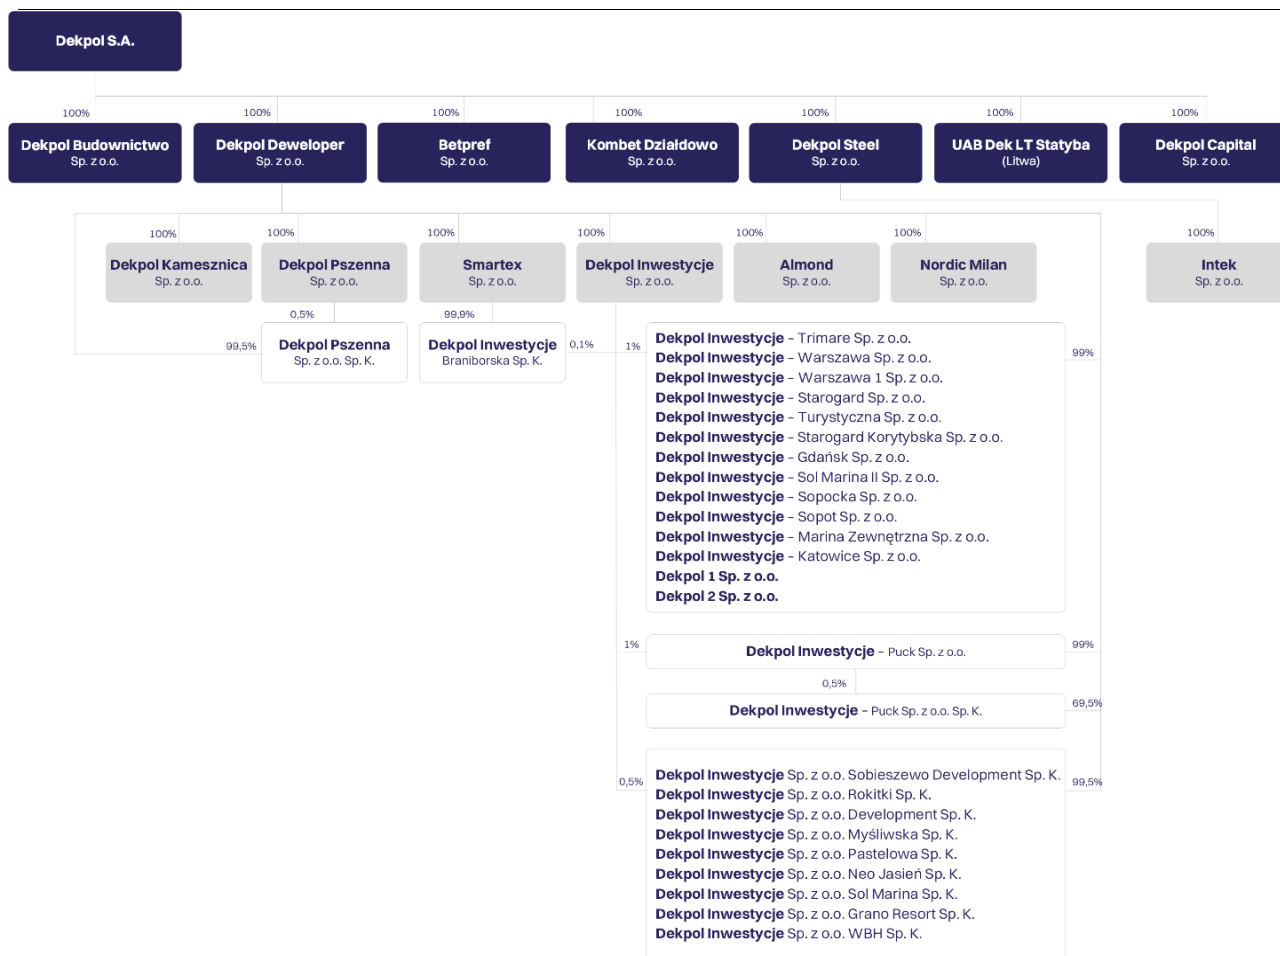 Dekpol S.A.
100%
100%
100%
100%
100%
100%
100%
Dekpol Budownictwo
Sp. z o.o.
Dekpol Deweloper
Sp. z o.o.
Betpref
Sp. z o.o.
Kombet Działdowo
Sp. z o.o.
Dekpol Steel
Sp. z o.o.
UAB Dek LT Statyba
(Litwa)
Dekpol Capital
Sp. z o.o.
100%
100%
100%
100%
100%
100%
100%
Dekpol Kamesznica
Sp. z o.o.
Dekpol Pszenna
Sp. z o.o.
Smartex
Sp. z o.o.
Dekpol Inwestycje
Sp. z o.o.
Almond
Sp. z o.o.
Nordic Milan
Sp. z o.o.
Intek
Sp. z o.o.
0,5%
99,9%
99,5%
Dekpol Pszenna
Sp. z o.o. Sp. K.
Dekpol Inwestycje
Braniborska Sp. K.
0,1%
1%
99%
Dekpol Inwestycje – Trimare Sp. z o.o.
Dekpol Inwestycje – Warszawa Sp. z o.o.
Dekpol Inwestycje – Warszawa 1 Sp. z o.o.
Dekpol Inwestycje – Starogard Sp. z o.o.
Dekpol Inwestycje – Turystyczna Sp. z o.o.
Dekpol Inwestycje – Starogard Korytybska Sp. z o.o.
Dekpol Inwestycje – Gdańsk Sp. z o.o.
Dekpol Inwestycje – Sol Marina II Sp. z o.o.
Dekpol Inwestycje – Sopocka Sp. z o.o.
Dekpol Inwestycje – Sopot Sp. z o.o.
Dekpol Inwestycje – Marina Zewnętrzna Sp. z o.o.
Dekpol Inwestycje – Katowice Sp. z o.o.
Dekpol 1 Sp. z o.o.
Dekpol 2 Sp. z o.o.
1%
Dekpol Inwestycje – Puck Sp. z o.o.
99%
0,5%
Dekpol Inwestycje – Puck Sp. z o.o. Sp. K.
69,5%
0,5%
99,5%
Dekpol Inwestycje Sp. z o.o. Sobieszewo Development Sp. K.
Dekpol Inwestycje Sp. z o.o. Rokitki Sp. K.
Dekpol Inwestycje Sp. z o.o. Development Sp. K.
Dekpol Inwestycje Sp. z o.o. Myśliwska Sp. K.
Dekpol Inwestycje Sp. z o.o. Pastelowa Sp. K.
Dekpol Inwestycje Sp. z o.o. Neo Jasień Sp. K.
Dekpol Inwestycje Sp. z o.o. Sol Marina Sp. K.
Dekpol Inwestycje Sp. z o.o. Grano Resort Sp. K.
Dekpol Inwestycje Sp. z o.o. WBH Sp. K.